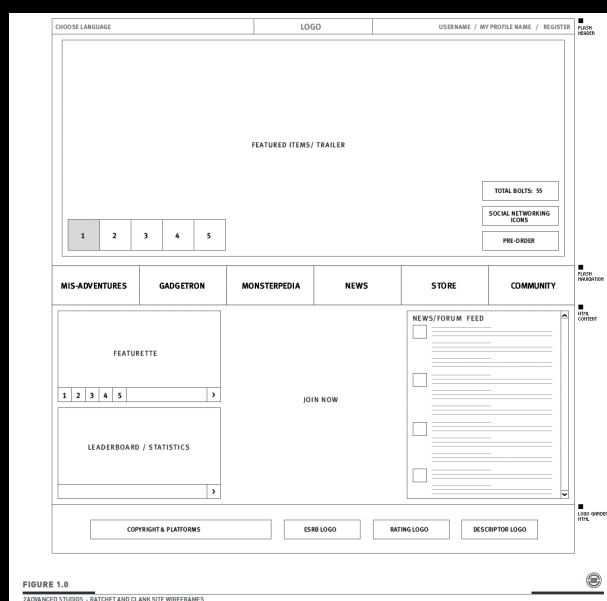 CHOOSE LANGUAGE
LOGO
USERNAME / MY PROFILE NAME / REGISTER
FLASH
HEADER
FEATURED ITEMS/ TRAILER
TOTAL BOLTS: 55
SOCIAL NETWORKING
ICONS
PRE-ORDER
1 2 3 4 5
FLASH
NAVIGATION
MIS-ADVENTURES
GADGETRON
MONSTERPEDIA
NEWS
STORE
COMMUNITY
HTML
CONTENT
FEATURETTE
1 2 3 4 5 >
LEADERBOARD / STATISTICS
>
JOIN NOW
NEWS/FORUM FEED
LOGO GARDEN
HTML
COPYRIGHT & PLATFORMS
ESRB LOGO
RATING LOGO
DESCRIPTOR LOGO
FIGURE 1.0
2ADVANCED STUDIOS - RATCHET AND CLANK SITE WIREFRAMES